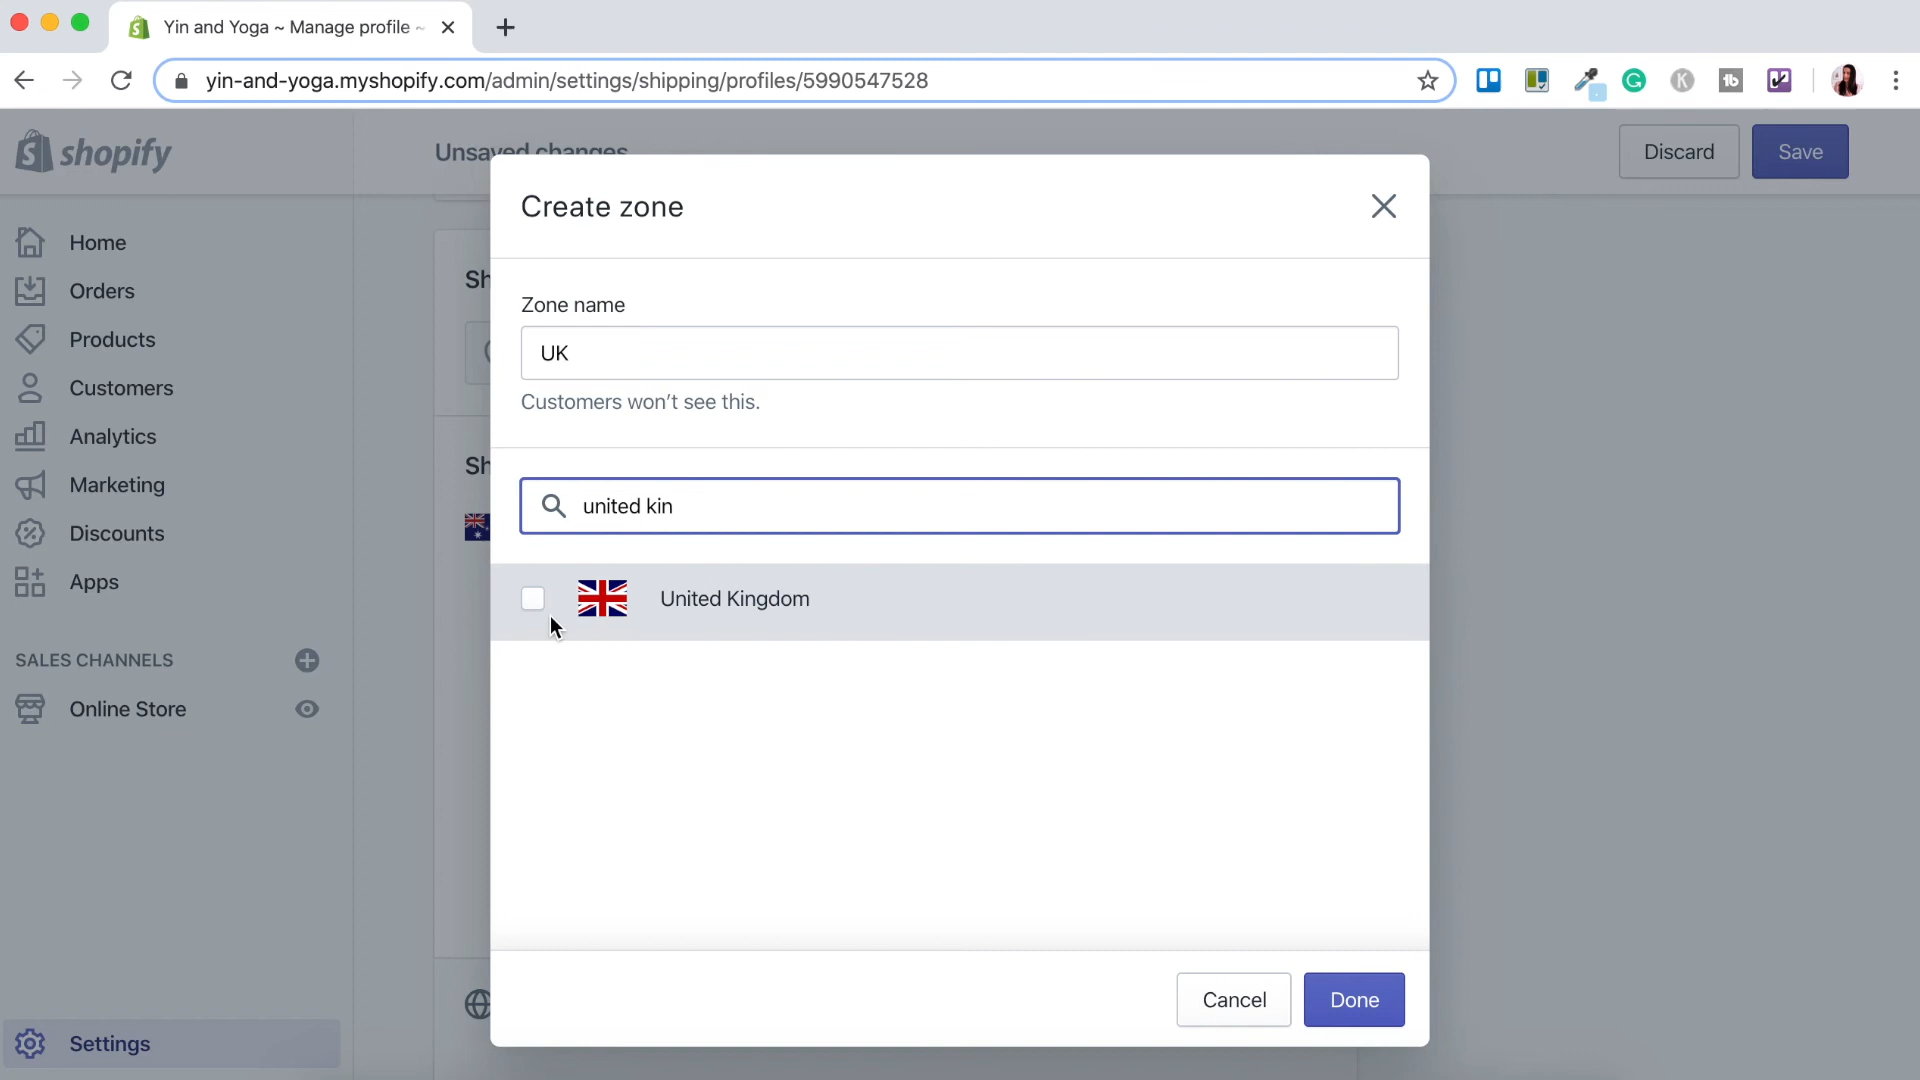 Yin and Yoga ~ Manage profile ~
yin-and-yoga.myshopify.com/admin/settings/shipping/profiles/5990547528
shopify
Unsaved changes
Discard
Save
Home
Orders
Products
Customers
Analytics
Marketing
Discounts
Apps
SALES CHANNELS
Online Store
Settings
Sh
Sh
Create zone
Zone name
UK
Customers won't see this.
united kin
United Kingdom
Cancel
Done